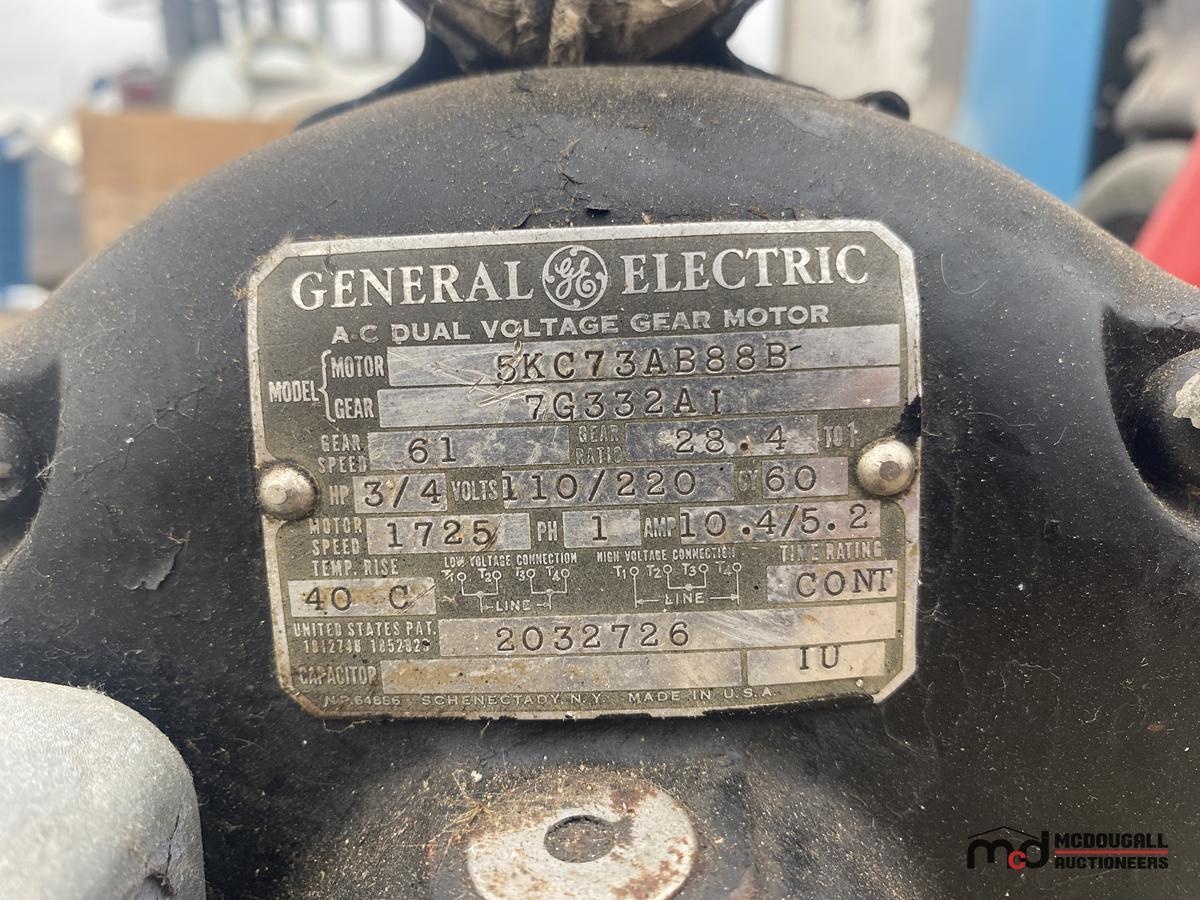 GENERAL GE ELECTRIC
A-C DUAL VOLTAGE GEAR MOTOR
MODEL MOTOR 5KC73AB88B
GEAR 7G332AI
GEAR SPEED 61 GEAR RATIO 28.4 TO 1
HP 3/4 VOLTS 110/220 CY 60
MOTOR SPEED 1725 PH 1 AMP 10.4/5.2
LOW VOLTAGE CONNECTION HIGH VOLTAGE CONNECTION TIME RATING
TEMP. RISE T1 T2 T3 T4 T1 T2 T3 T4
40 C LINE LINE CONT
UNITED STATES PAT. 2032726
CAPACITOR IU
SCHENECTADY, N.Y. MADE IN U.S.A.
mcd MCDOUGALL
AUCTIONEERS